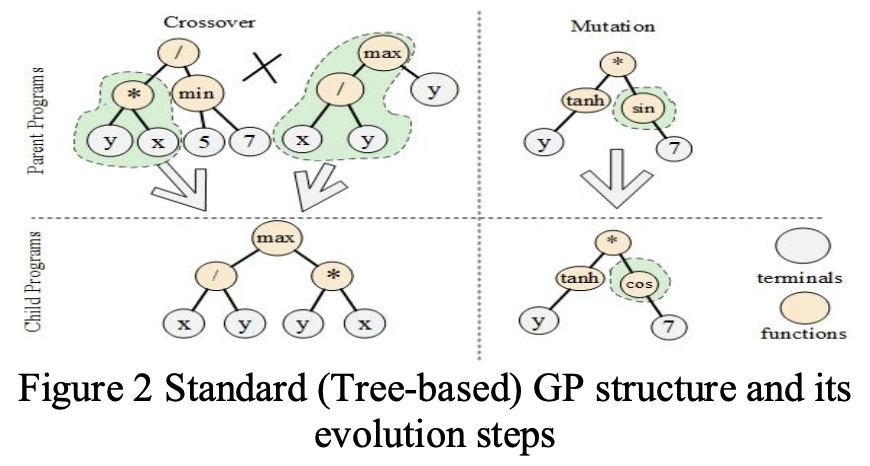 Crossover
Mutation
Parent Programs
/
max
*
min
/
y
y
x
5
7
x
y
*
tanh
sin
y
7
Child Programs
max
/
*
x
y
y
x
*
tanh
cos
y
7
terminals
functions
Figure 2 Standard (Tree-based) GP structure and its
evolution steps